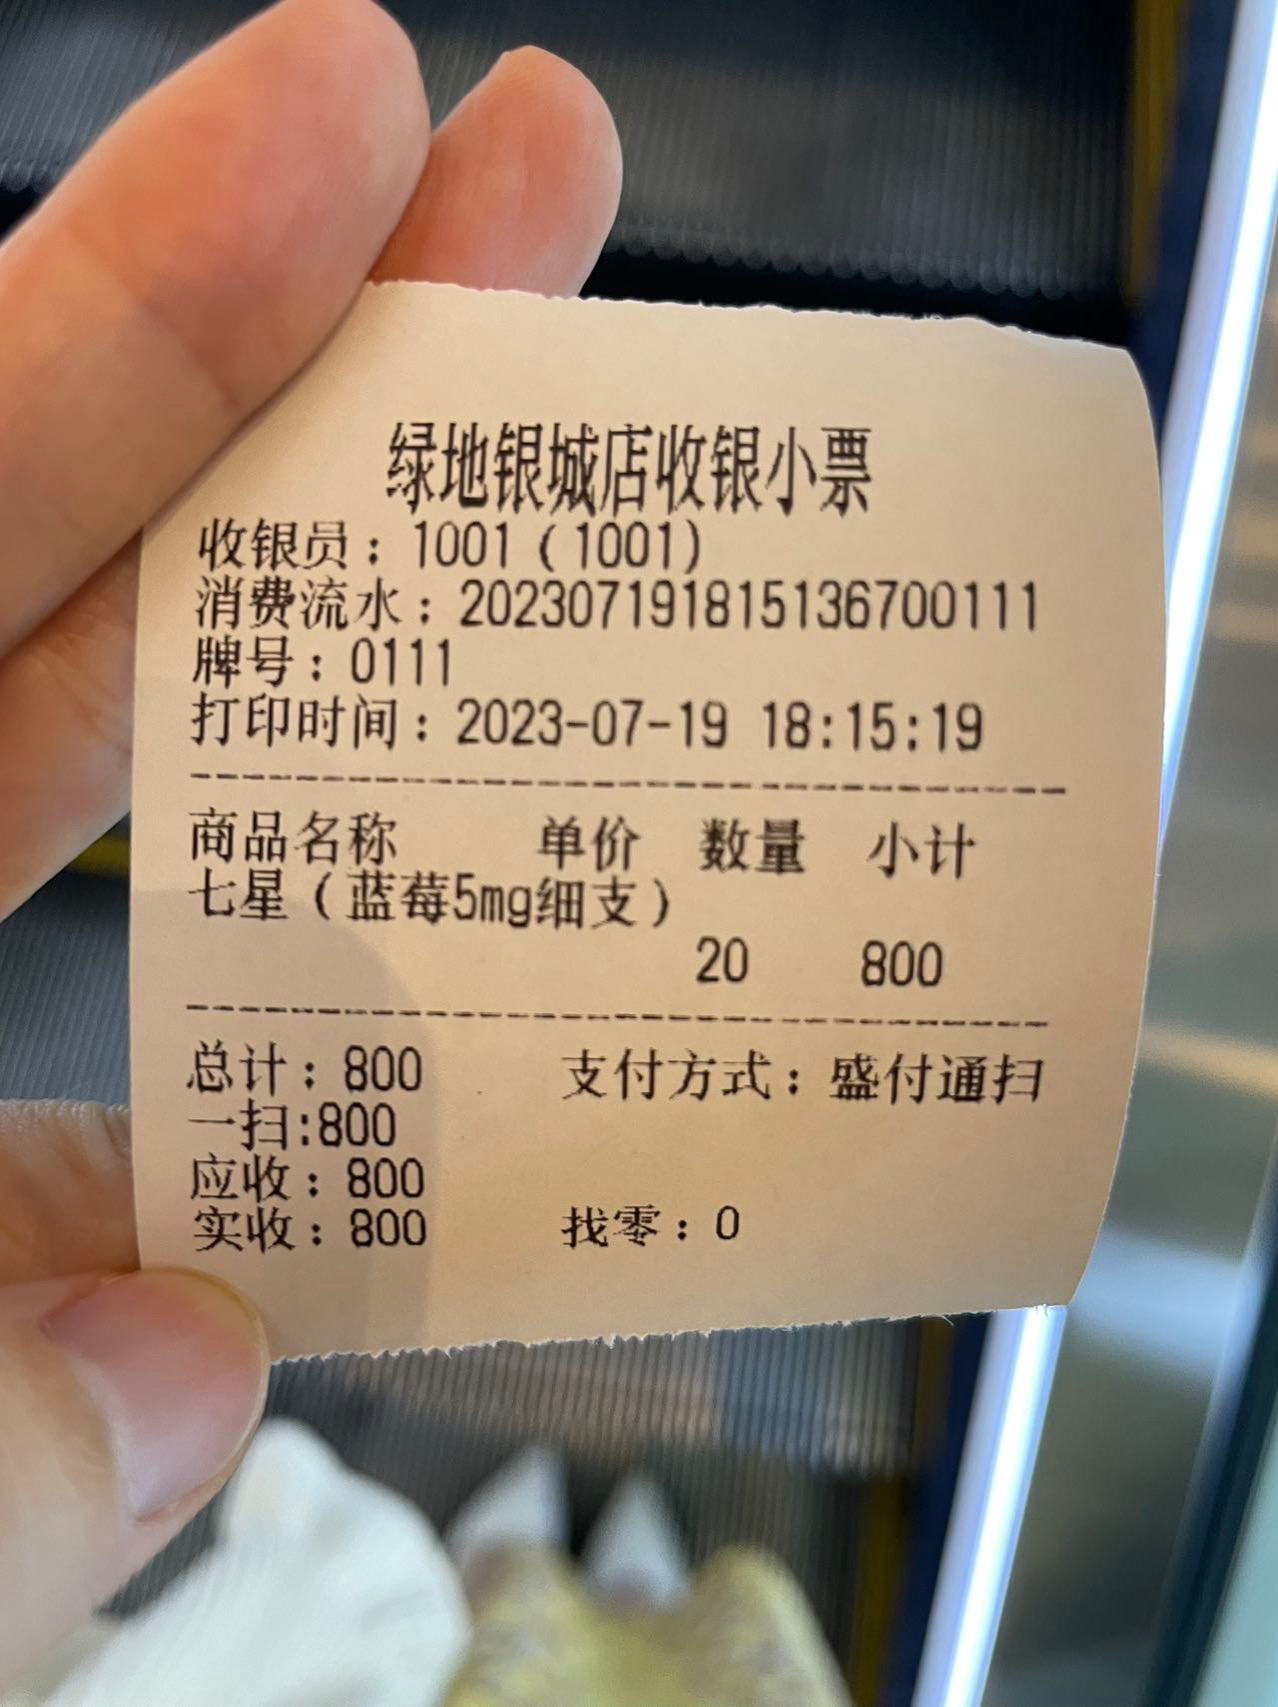 绿地银城店收银小票
收银员：1001（1001）
消费流水：202307191815136700111
牌号：0111
打印时间：2023-07-19 18:15:19
商品名称 单价 数量 小计
七星（蓝莓5mg细支）
20 800
总计：800 支付方式：盛付通扫
一扫:800
应收：800
实收：800 找零：0